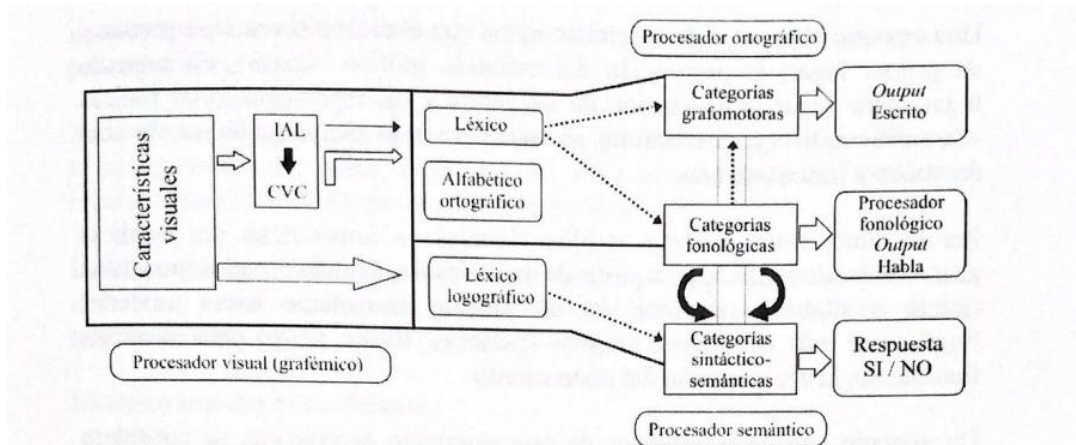 Procesador ortográfico
Características
visuales
IAL
CVC
Léxico
Alfabético
ortográfico
Léxico
logográfico
Procesador visual (grafémico)
Categorías
grafomotoras
Output
Escrito
Categorías
fonológicas
Procesador
fonológico
Output
Habla
Categorías
sintáctico-
semánticas
Respuesta
SI / NO
Procesador semántico